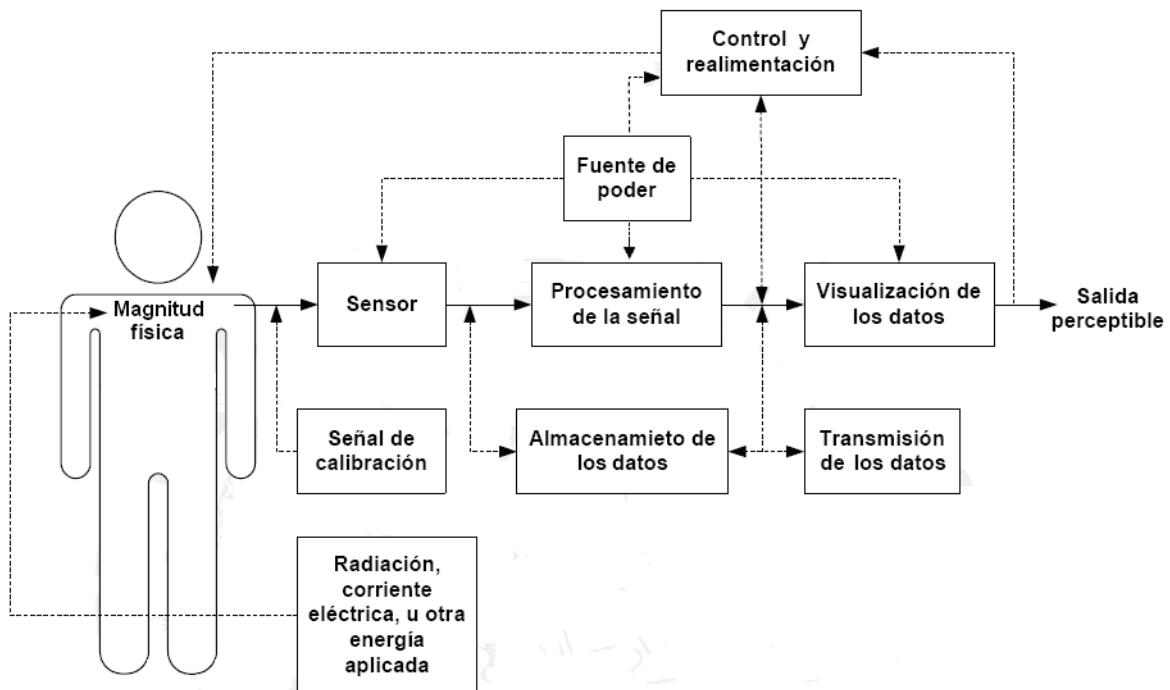 Control y
realimentación
Fuente de
poder
Magnitud
física
Sensor
Procesamiento
de la señal
Visualización de
los datos
Salida
perceptible
Señal de
calibración
Almacenamieto de
los datos
Transmisión
de los datos
Radiación,
corriente
eléctrica, u otra
energía
aplicada